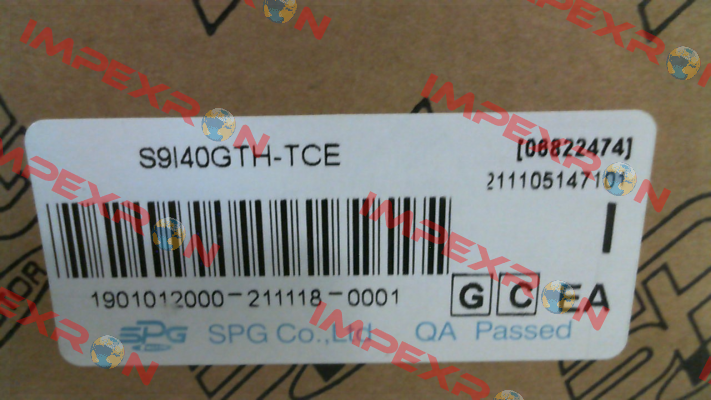 S9I40GTH-TCE
[06822474]
211105147101
I
1901012000-211118-0001
G C EA
SPG SPG Co.,Ltd QA Passed
IMPEXRON
IMPEXRON
IMPEXRON
IMPEXRON
IMPEXRON